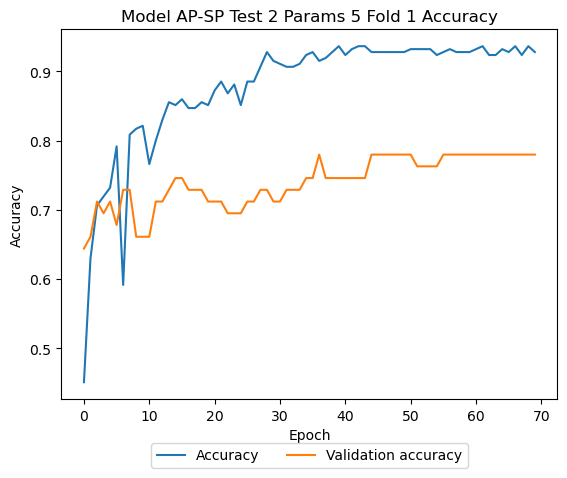 Model AP-SP Test 2 Params 5 Fold 1 Accuracy
0.9
0.8
0.7
0.6
0.5
Accuracy
0 10 20 30 40 50 60 70
Epoch
Accuracy Validation accuracy